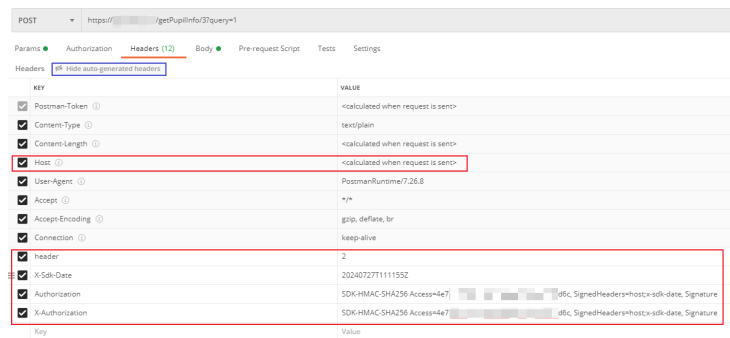 POST https:// /getPupilInfo/3?query=1
Params Authorization Headers (12) Body Pre-request Script Tests Settings
Headers Hide auto-generated headers
KEY VALUE
Postman-Token <calculated when request is sent>
Content-Type text/plain
Content-Length <calculated when request is sent>
Host <calculated when request is sent>
User-Agent PostmanRuntime/7.26.8
Accept */*
Accept-Encoding gzip, deflate, br
Connection keep-alive
header 2
X-Sdk-Date 20240727T111155Z
Authorization SDK-HMAC-SHA256 Access=4e7 d6c, SignedHeaders=host;x-sdk-date, Signature
X-Authorization SDK-HMAC-SHA256 Access=4e7 d6c, SignedHeaders=host;x-sdk-date, Signature
Key Value